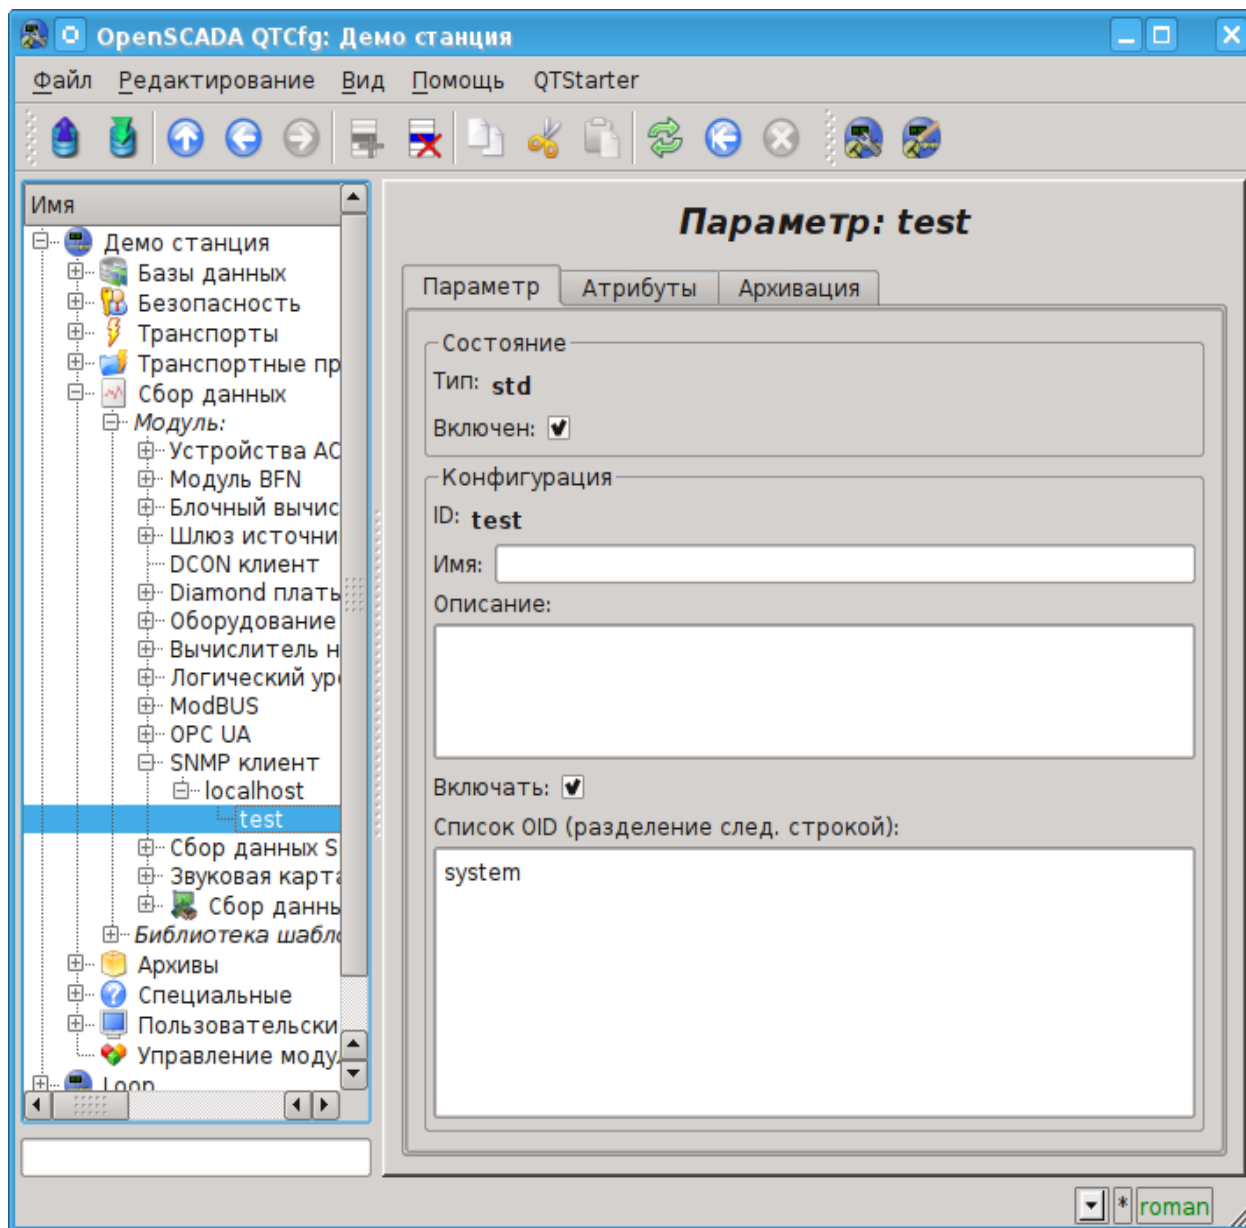 OpenSCADA QTCfg: Демо станция
Файл Редактирование Вид Помощь QTStarter
Имя
Демо станция
Базы данных
Безопасность
Транспорты
Транспортные пр
Сбор данных
Модуль:
Устройства АС
Модуль BFN
Блочный вычис
Шлюз источни
DCON клиент
Diamond платы
Оборудование
Вычислитель н
Логический уро
ModBUS
OPC UA
SNMP клиент
localhost
test
Сбор данных S
Звуковая карта
Сбор данны
Библиотека шабло
Архивы
Специальные
Пользовательски
Управление моду
Loop
Параметр: test
Параметр Атрибуты Архивация
Состояние
Тип: std
Включен:
Конфигурация
ID: test
Имя:
Описание:
Включать:
Список OID (разделение след. строкой):
system
* roman